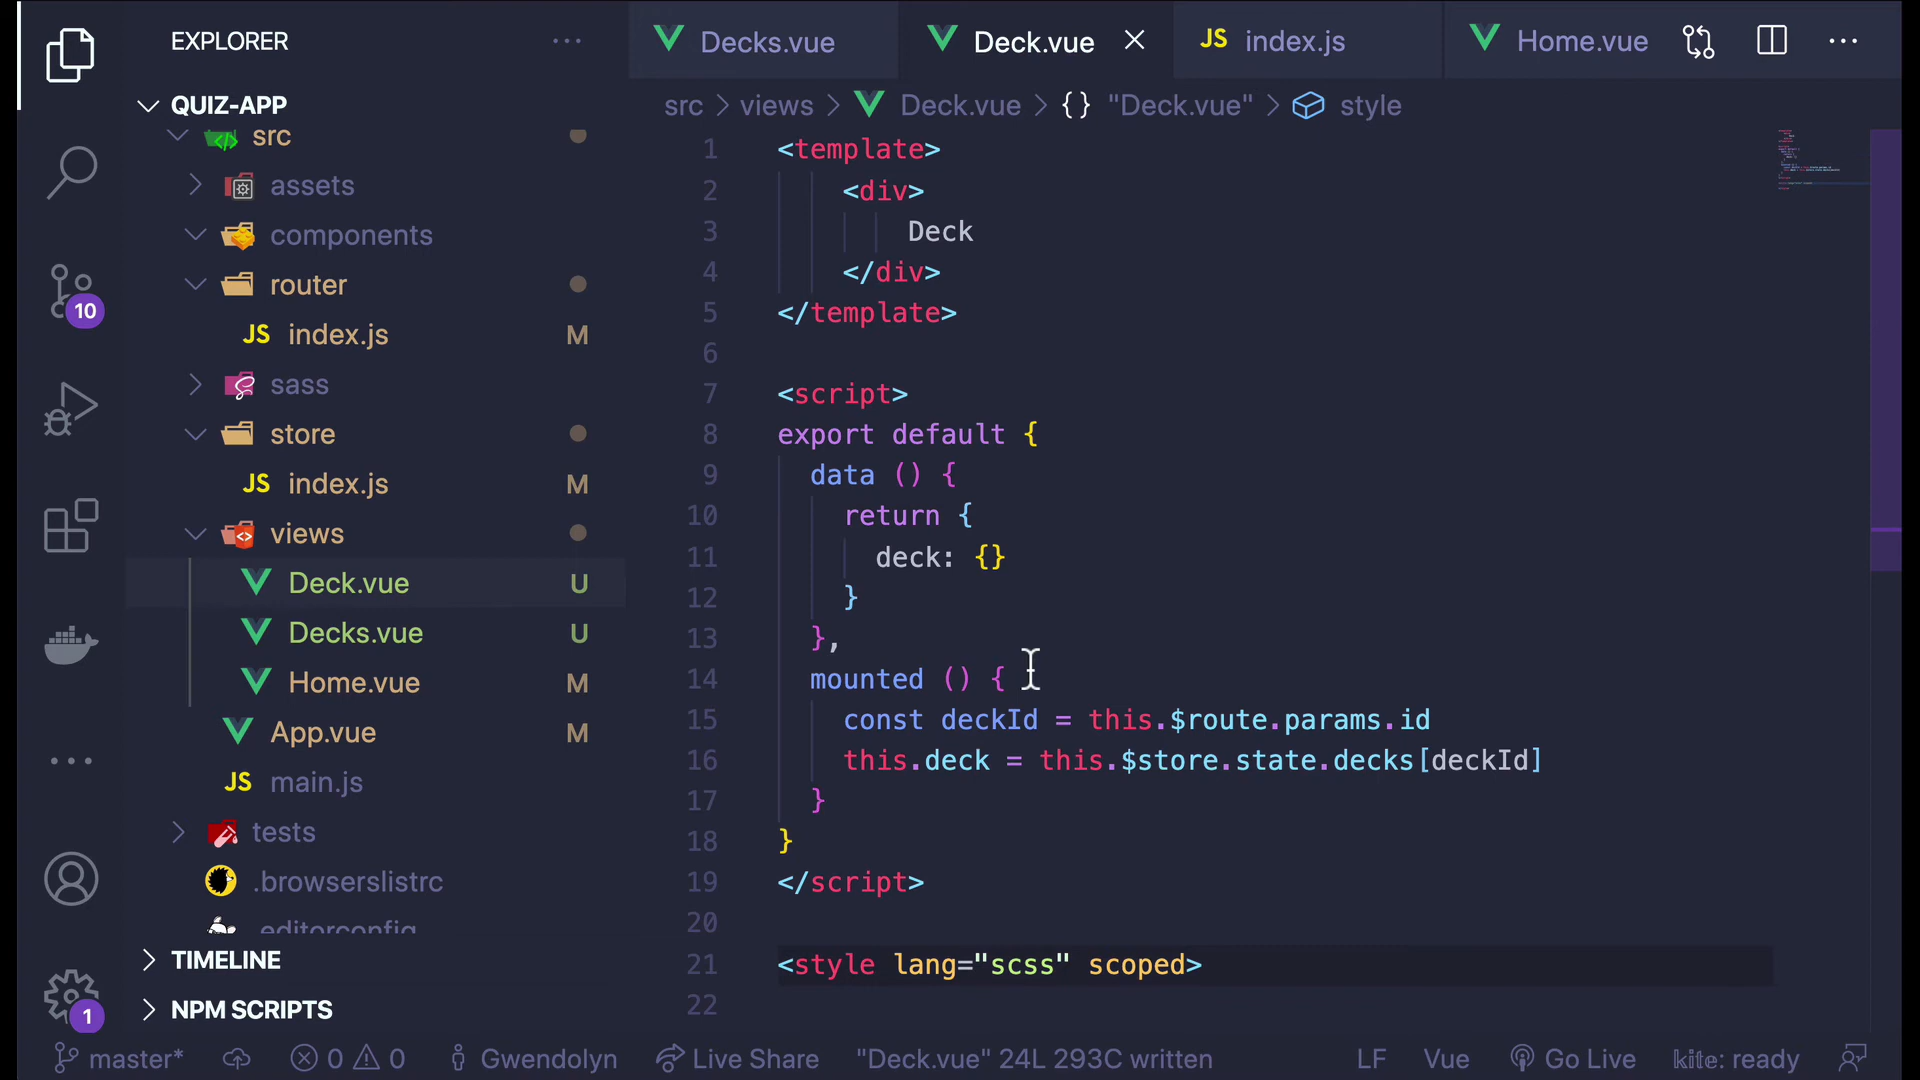 EXPLORER
QUIZ-APP
src
assets
components
router
JS index.js M
sass
store
JS index.js M
views
Deck.vue U
Decks.vue U
Home.vue M
App.vue M
JS main.js
tests
.browserslistrc
.editorconfig
TIMELINE
NPM SCRIPTS
10
1
Decks.vue
Deck.vue
JS index.js
Home.vue
src > views > Deck.vue > {} "Deck.vue" > style
1 <template>
2 <div>
3 Deck
4 </div>
5 </template>
6
7 <script>
8 export default {
9 data () {
10 return {
11 deck: {}
12 }
13 },
14 mounted () {
15 const deckId = this.$route.params.id
16 this.deck = this.$store.state.decks[deckId]
17 }
18 }
19 </script>
20
21 <style lang="scss" scoped>
22
master* 0 0 Gwendolyn Live Share "Deck.vue" 24L 293C written LF Vue Go Live kite: ready